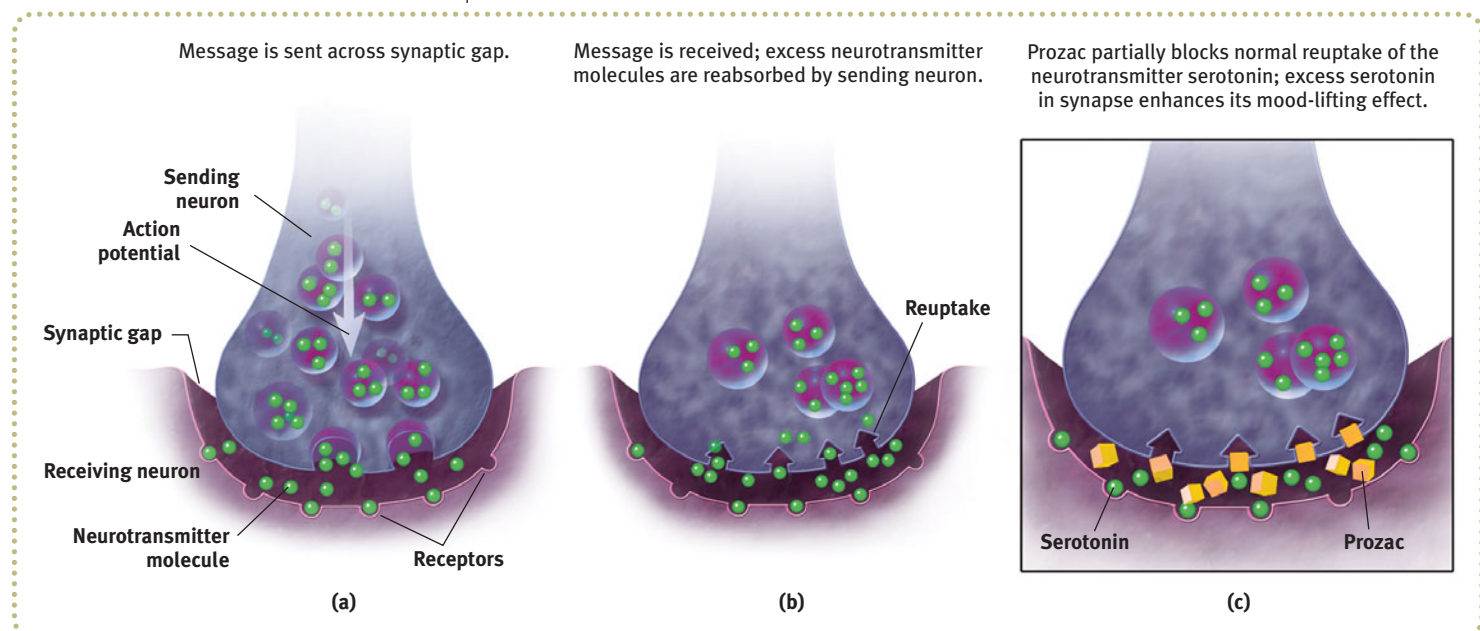 Message is sent across synaptic gap.
Message is received; excess neurotransmitter
molecules are reabsorbed by sending neuron.
Prozac partially blocks normal reuptake of the
neurotransmitter serotonin; excess serotonin
in synapse enhances its mood-lifting effect.
Sending
neuron
Action
potential
Synaptic gap
Receiving neuron
Neurotransmitter
molecule
Receptors
(a)
Reuptake
(b)
Serotonin
Prozac
(c)